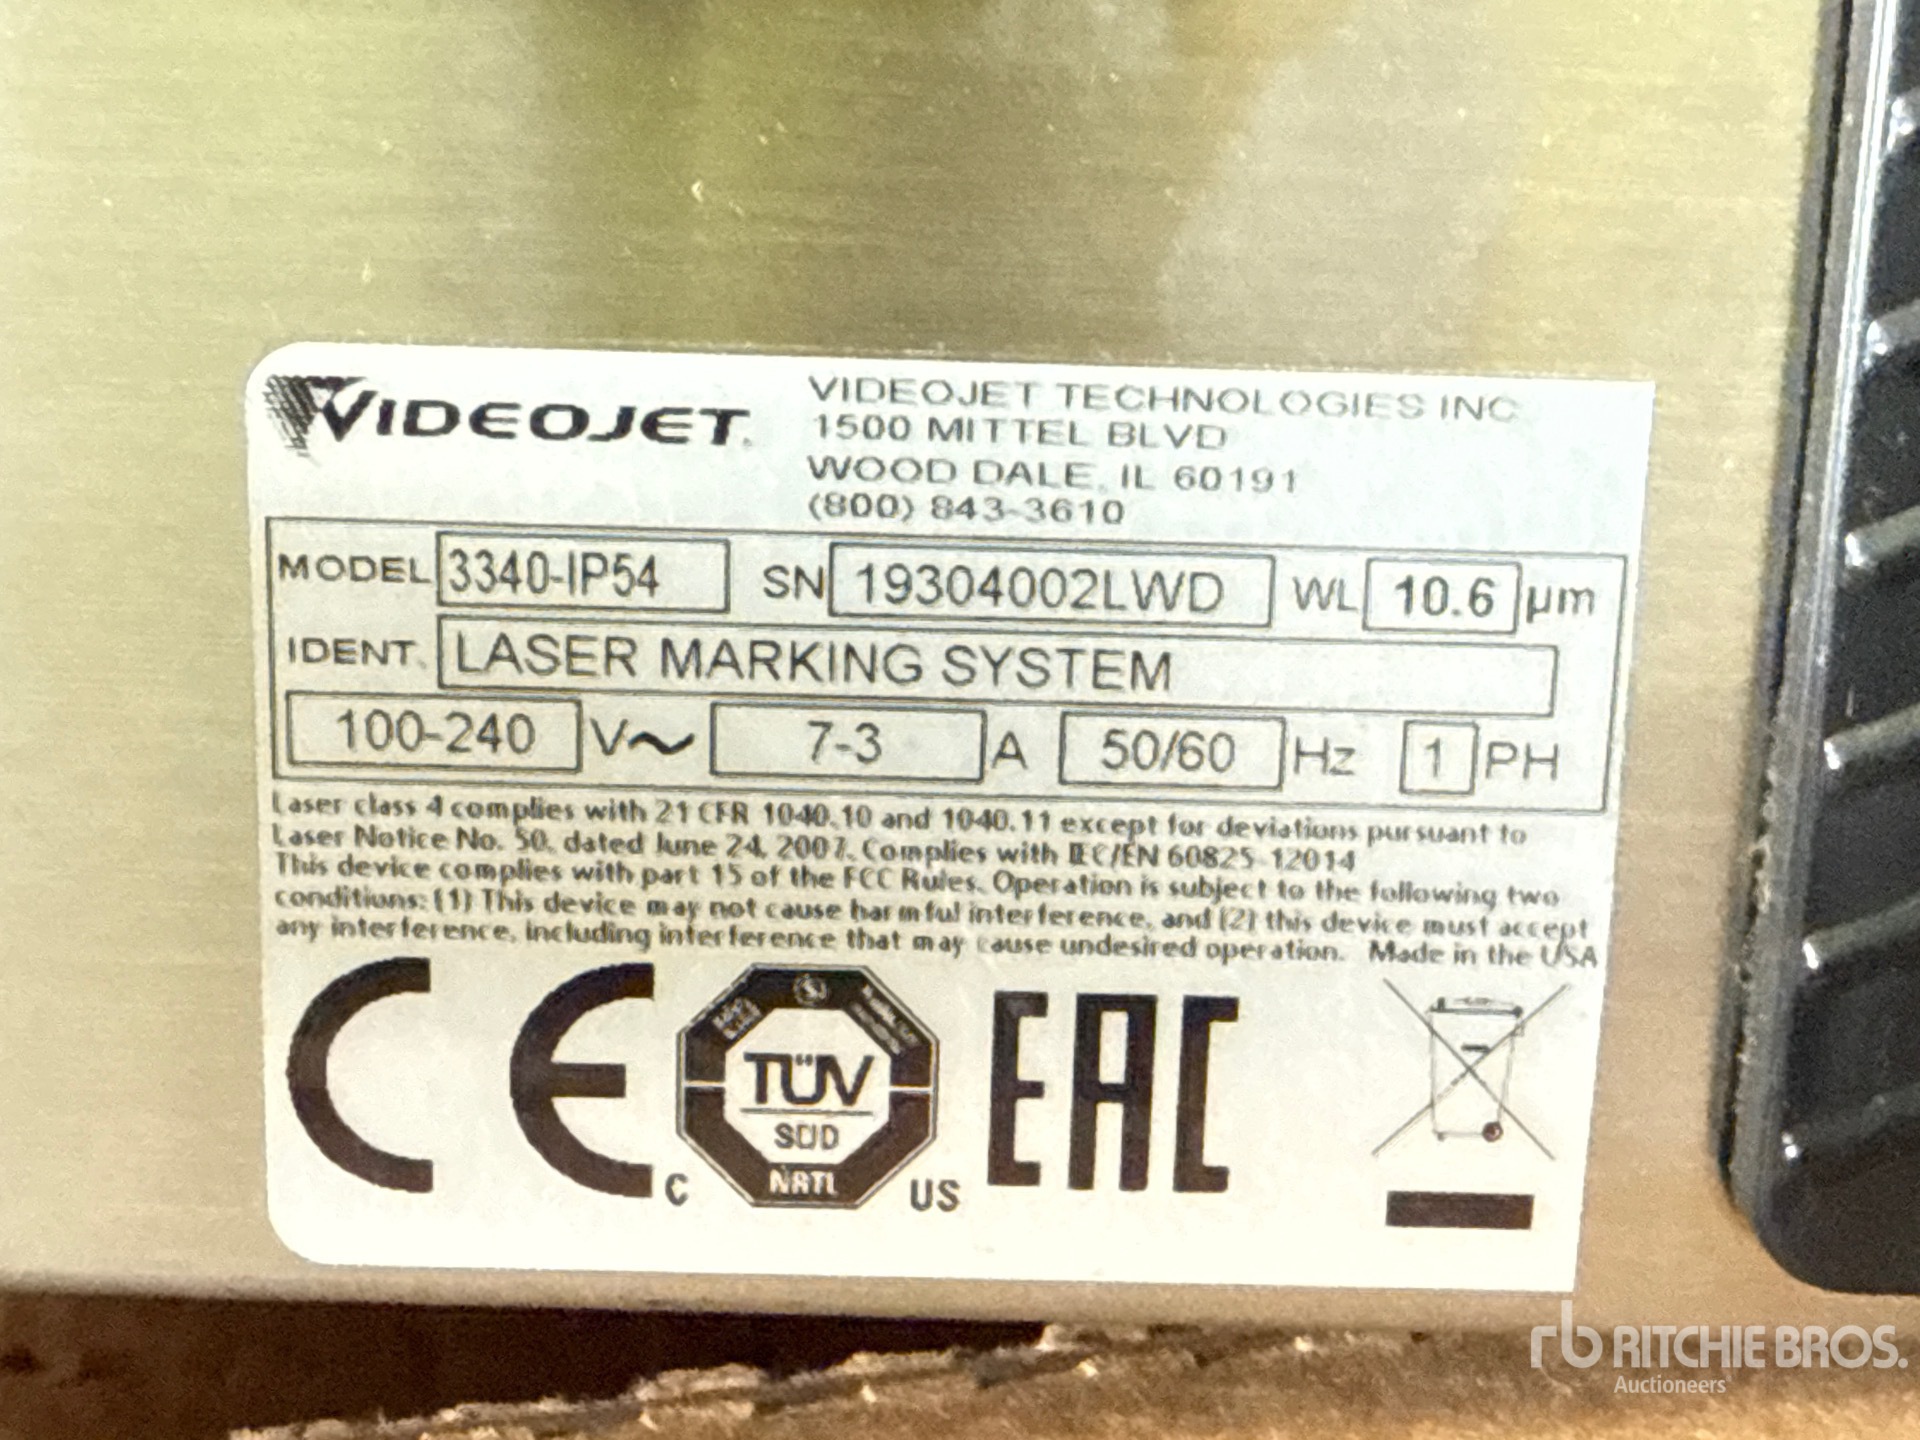 VIDEOJET
VIDEOJET TECHNOLOGIES INC
1500 MITTEL BLVD
WOOD DALE, IL 60191
(800) 843-3610
MODEL 3340-IP54 SN 19304002LWD WL 10.6 µm
IDENT. LASER MARKING SYSTEM
100-240 V~ 7-3 A 50/60 Hz 1 PH
Laser class 4 complies with 21 CFR 1040.10 and 1040.11 except for deviations pursuant to
Laser Notice No. 50, dated June 24, 2007. Complies with IEC/EN 60825-12014
This device complies with part 15 of the FCC Rules. Operation is subject to the following two
conditions: (1) This device may not cause harmful interference, and (2) this device must accept
any interference, including interference that may cause undesired operation. Made in the USA
CE
TÜV
SÜD
NRTL
C US
EAC
rb RITCHIE BROS.
Auctioneers